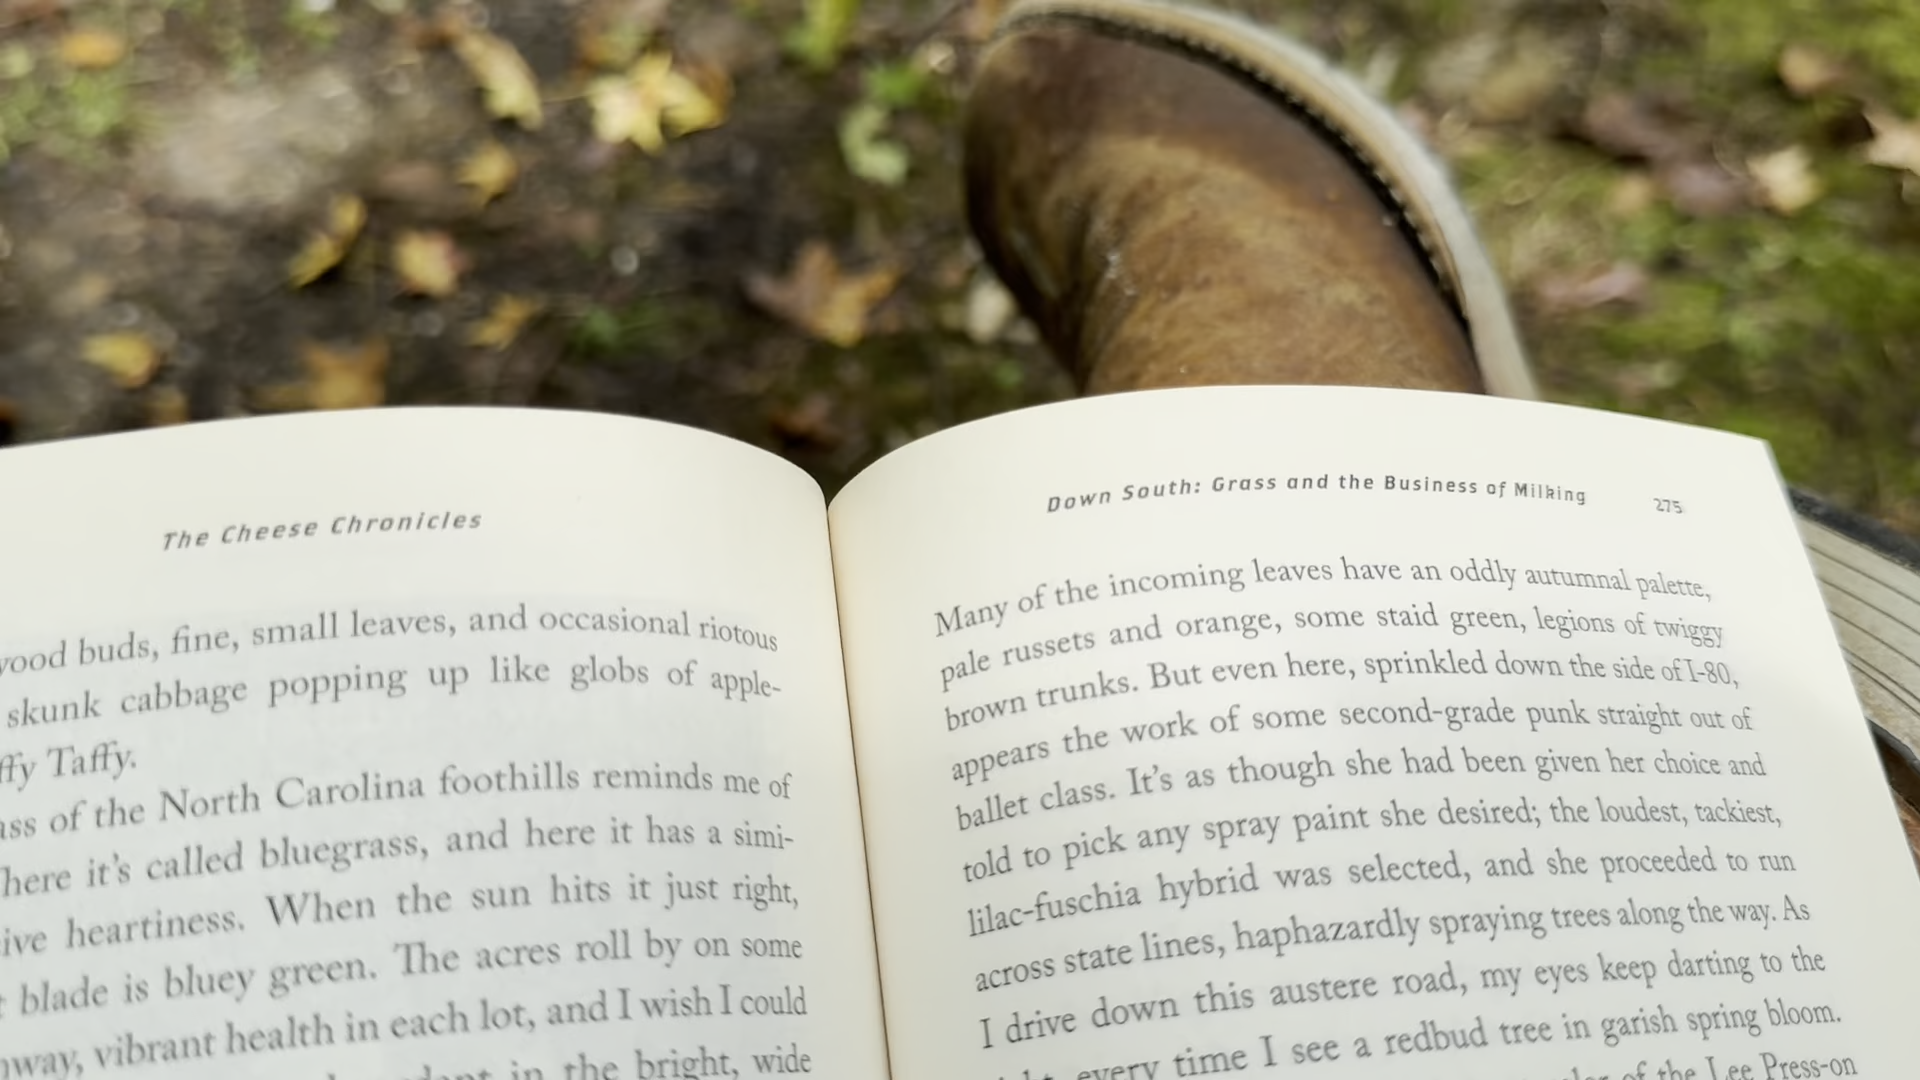 The Cheese Chronicles
buds, fine, small leaves, and occasional riotous
skunk cabbage popping up like globs of apple-
Taffy.
of the North Carolina foothills reminds me of
here it's called bluegrass, and here it has a simi-
heartiness. When the sun hits it just right,
blade is bluey green. The acres roll by on some
vibrant health in each lot, and I wish I could
in the bright, wide
Down South: Grass and the Business of Milking 275
Many of the incoming leaves have an oddly autumnal palette,
pale russets and orange, some staid green, legions of twiggy
brown trunks. But even here, sprinkled down the side of I-80,
appears the work of some second-grade punk straight out of
ballet class. It's as though she had been given her choice and
told to pick any spray paint she desired; the loudest, tackiest,
lilac-fuschia hybrid was selected, and she proceeded to run
across state lines, haphazardly spraying trees along the way. As
I drive down this austere road, my eyes keep darting to the
every time I see a redbud tree in garish spring bloom.
of the Lee Press-on